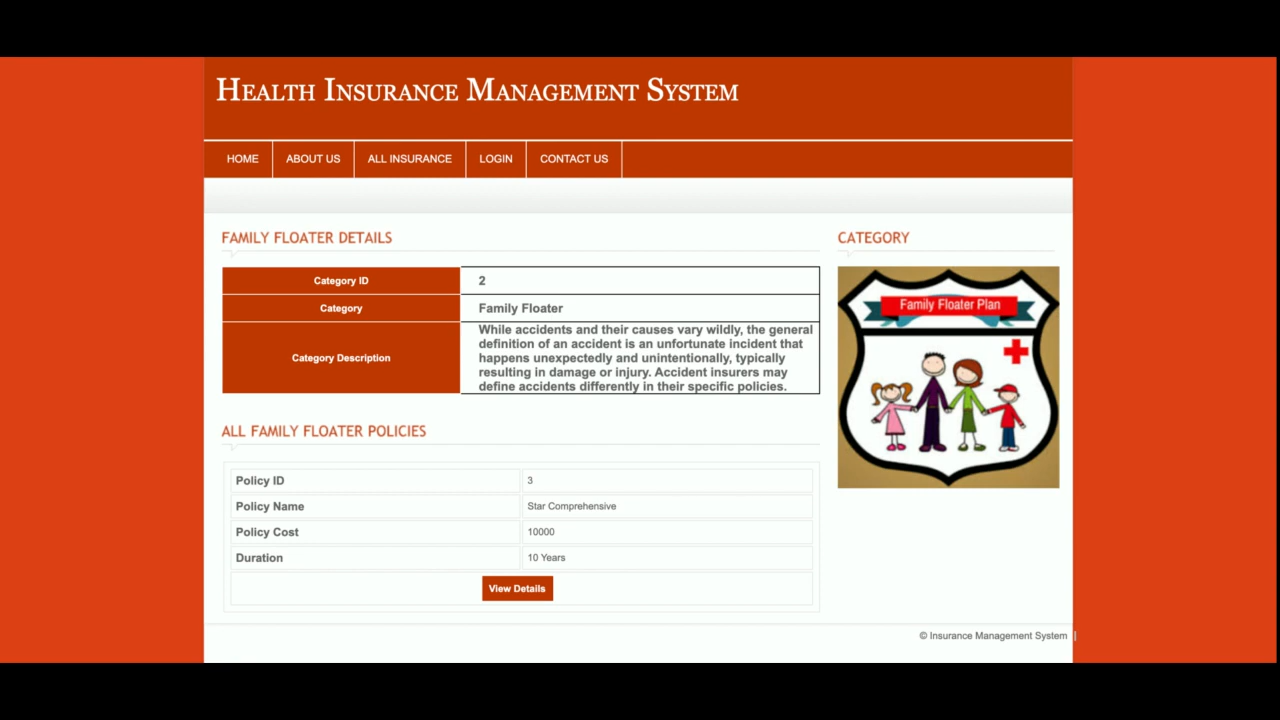 HEALTH INSURANCE MANAGEMENT SYSTEM
HOME
ABOUT US
ALL INSURANCE
LOGIN
CONTACT US
FAMILY FLOATER DETAILS
Category ID
2
Category
Family Floater
Category Description
While accidents and their causes vary wildly, the general
definition of an accident is an unfortunate incident that
happens unexpectedly and unintentionally, typically
resulting in damage or injury. Accident insurers may
define accidents differently in their specific policies.
ALL FAMILY FLOATER POLICIES
Policy ID
3
Policy Name
Star Comprehensive
Policy Cost
10000
Duration
10 Years
View Details
CATEGORY
Family Floater Plan
© Insurance Management System |